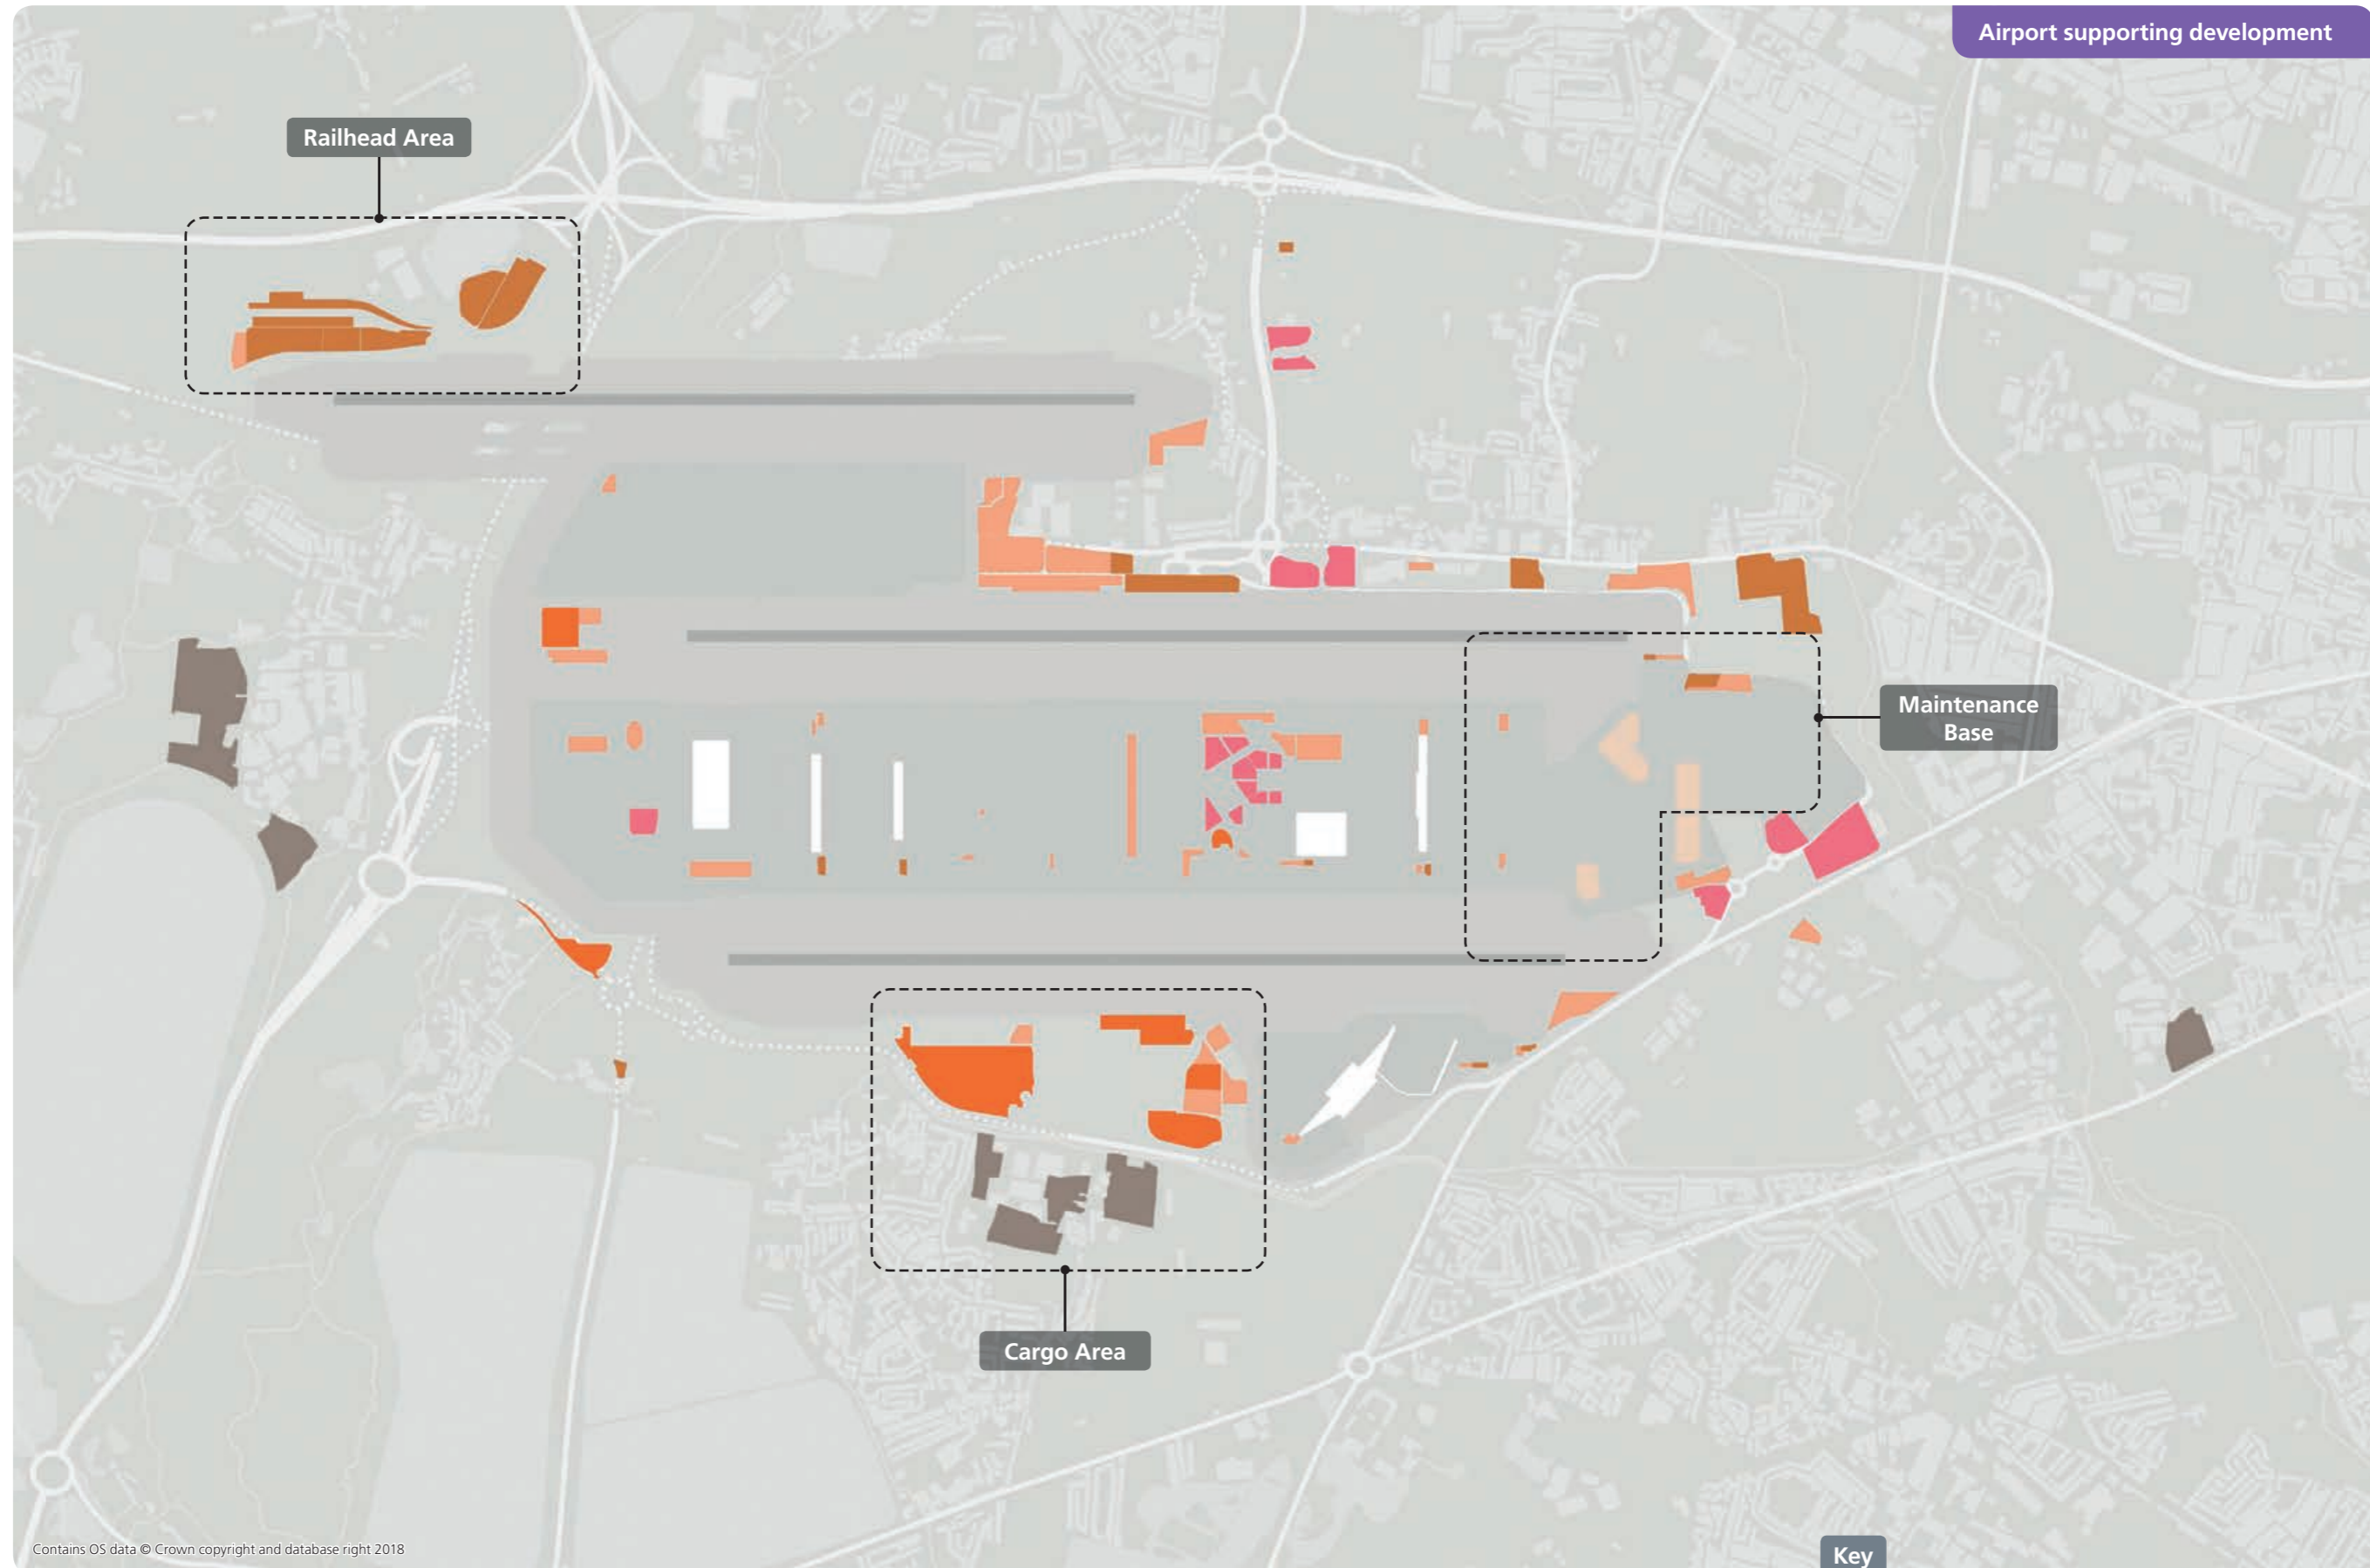 Airport supporting development
Railhead Area
Maintenance
Base
Cargo Area
Contains OS data © Crown copyright and database right 2018
Key